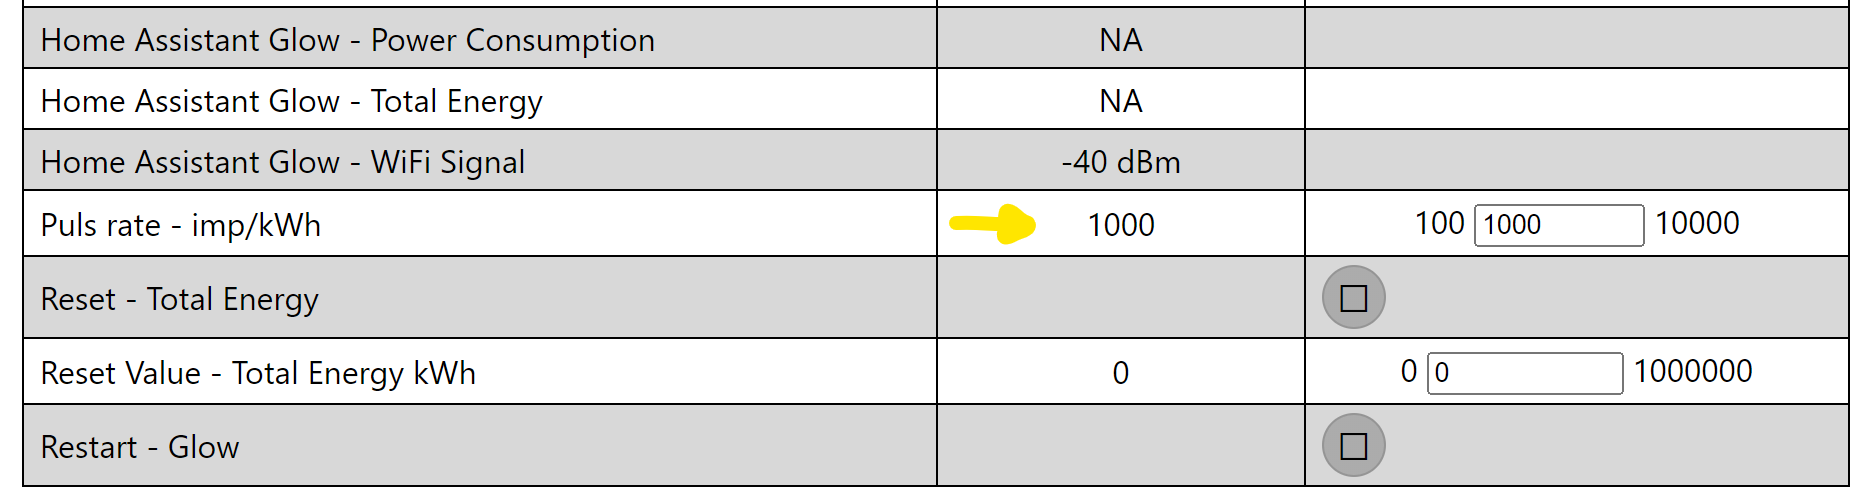 Home Assistant Glow - Power Consumption NA
Home Assistant Glow - Total Energy NA
Home Assistant Glow - WiFi Signal -40 dBm
Puls rate - imp/kWh 1000 100 1000 10000
Reset - Total Energy
Reset Value - Total Energy kWh 0 0 0 1000000
Restart - Glow